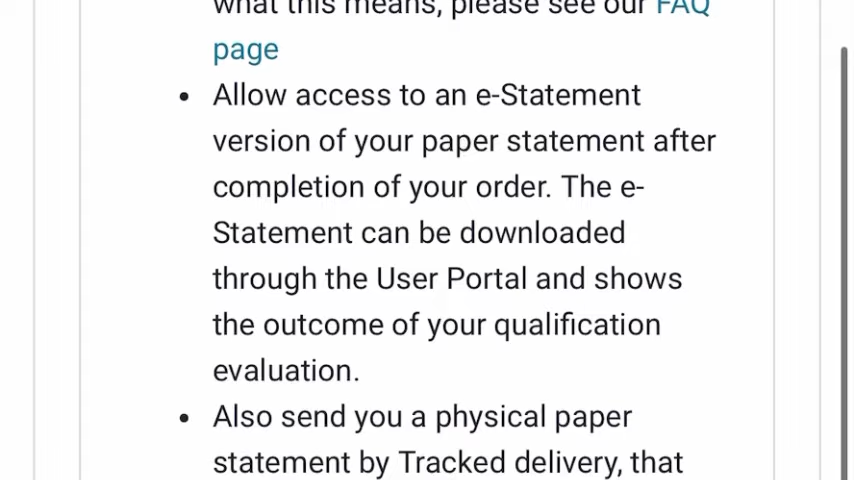 what this means, please see our FAQ
page
• Allow access to an e-Statement
version of your paper statement after
completion of your order. The e-
Statement can be downloaded
through the User Portal and shows
the outcome of your qualification
evaluation.
• Also send you a physical paper
statement by Tracked delivery, that